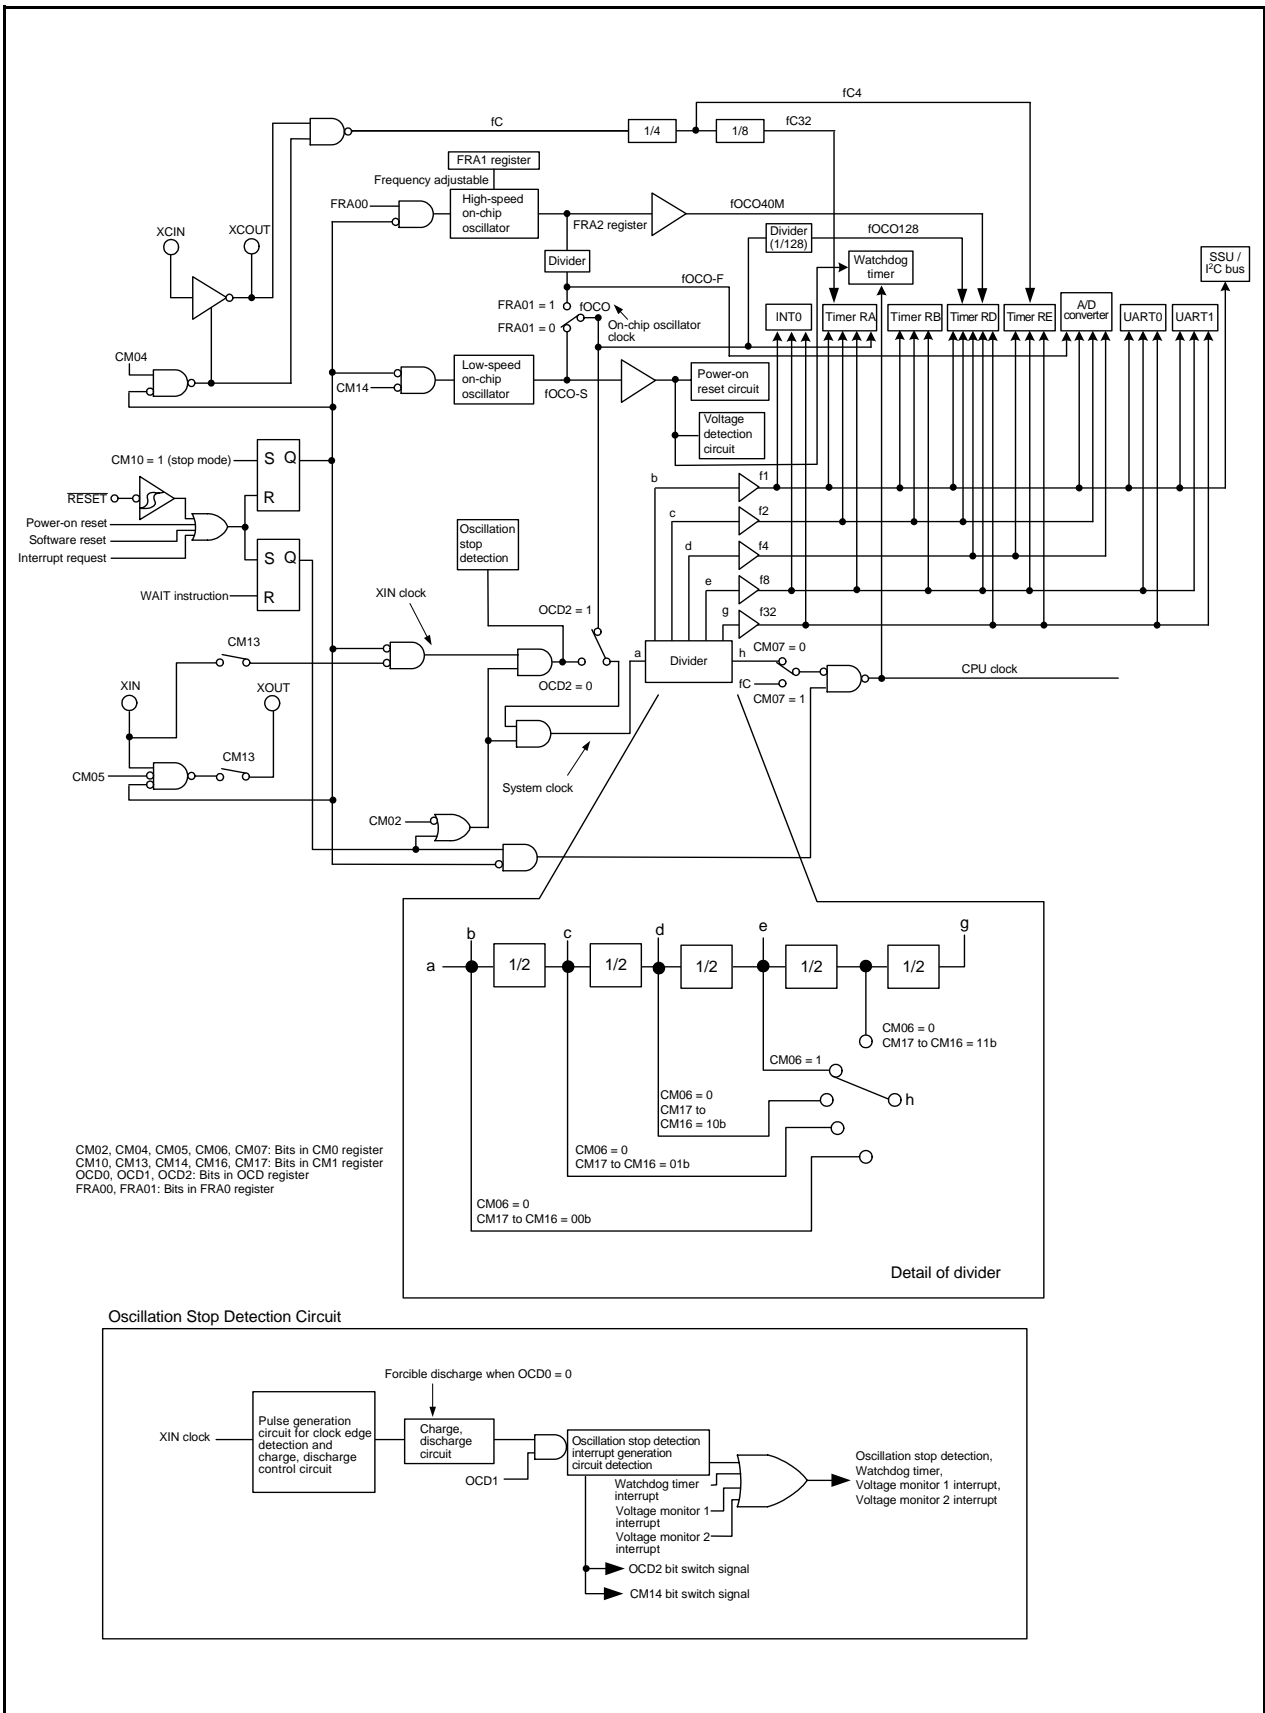 fC4
fC
1/4
1/8
fC32
FRA1 register
Frequency adjustable
FRA00
High-speed
on-chip
oscillator
FRA2 register
fOCO40M
XCIN
XCOUT
Divider
(1/128)
fOCO128
Divider
fOCO-F
Watchdog
timer
SSU /
I²C bus
FRA01 = 1
fOCO
FRA01 = 0
On-chip oscillator
clock
INT0
Timer RA
Timer RB
Timer RD
Timer RE
A/D
converter
UART0
UART1
CM04
CM14
Low-speed
on-chip
oscillator
fOCO-S
Power-on
reset circuit
Voltage
detection
circuit
CM10 = 1 (stop mode)
S Q
R
RESET
Power-on reset
Software reset
Interrupt request
S Q
R
WAIT instruction
b
f1
c
f2
d
f4
e
f8
g
f32
Oscillation
stop
detection
XIN clock
OCD2 = 1
OCD2 = 0
CM13
XIN
XOUT
a
Divider
h
CM07 = 0
fC
CM07 = 1
CPU clock
CM13
CM05
System clock
CM02
b
c
d
e
g
a
1/2
1/2
1/2
1/2
1/2
CM06 = 0
CM17 to CM16 = 11b
CM06 = 1
h
CM06 = 0
CM17 to
CM16 = 10b
CM06 = 0
CM17 to CM16 = 01b
CM06 = 0
CM17 to CM16 = 00b
Detail of divider
CM02, CM04, CM05, CM06, CM07: Bits in CM0 register
CM10, CM13, CM14, CM16, CM17: Bits in CM1 register
OCD0, OCD1, OCD2: Bits in OCD register
FRA00, FRA01: Bits in FRA0 register
Oscillation Stop Detection Circuit
Forcible discharge when OCD0 = 0
XIN clock
Pulse generation
circuit for clock edge
detection and
charge, discharge
control circuit
Charge,
discharge
circuit
OCD1
Oscillation stop detection
interrupt generation
circuit detection
Watchdog timer
interrupt
Voltage monitor 1
interrupt
Voltage monitor 2
interrupt
Oscillation stop detection,
Watchdog timer,
Voltage monitor 1 interrupt,
Voltage monitor 2 interrupt
OCD2 bit switch signal
CM14 bit switch signal